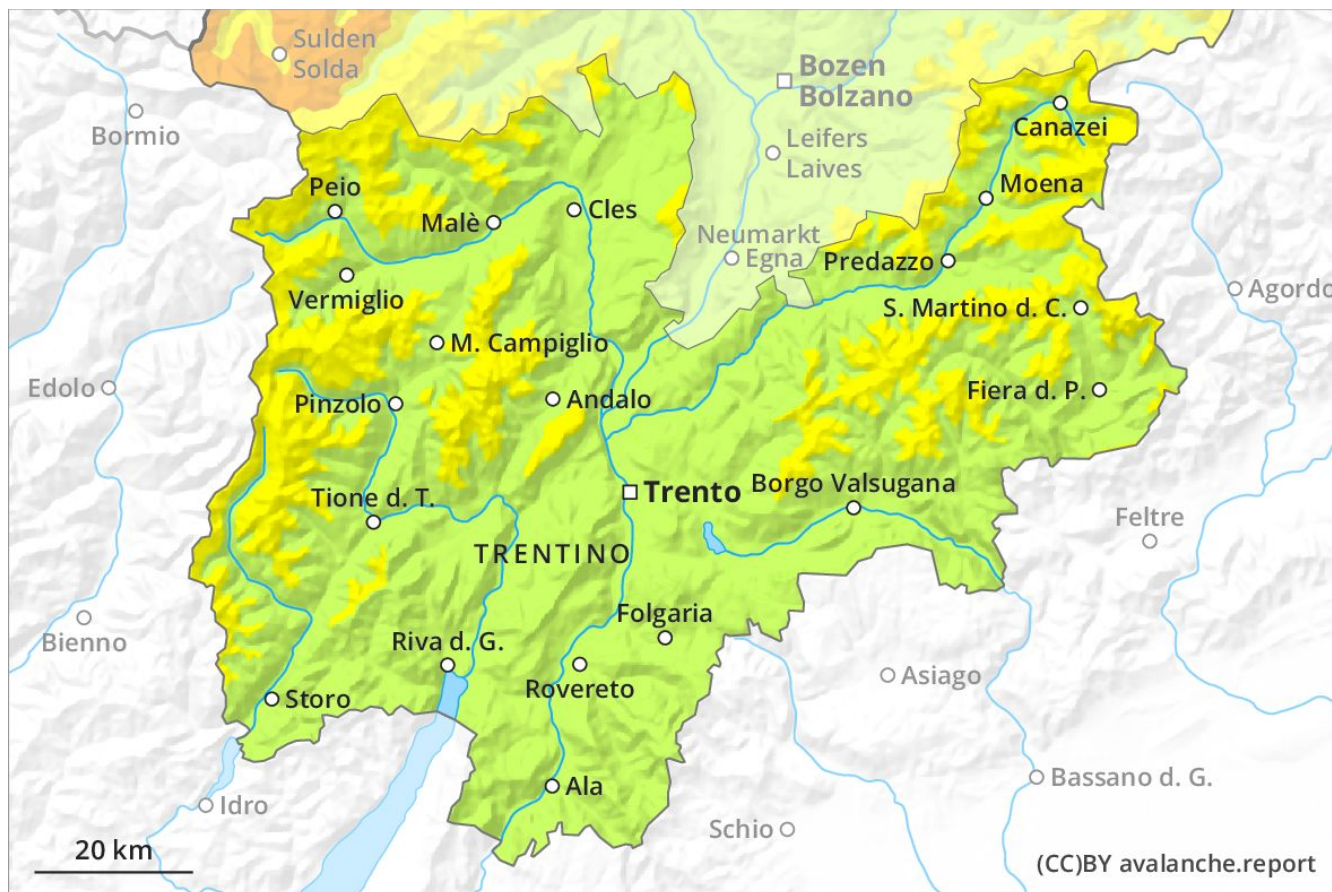 Sulden
Solda
Bozen
Bolzano
Bormio
Canazei
Leifers
Laives
Peio
Moena
Malè
Cles
Neumarkt
Egna
Predazzo
Vermiglio
Agordo
S. Martino d. C.
M. Campiglio
Edolo
Pinzolo
Andalo
Fiera d. P.
Trento
Borgo Valsugana
Tione d. T.
Feltre
TRENTINO
Bienno
Folgaria
Riva d. G.
Asiago
Rovereto
Storo
Ala
Bassano d. G.
Idro
Schio
20 km
(CC)BY avalanche.report